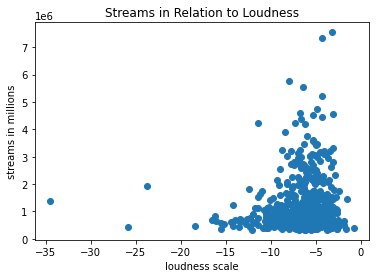 Streams in Relation to Loudness
1e6
8
7
6
5
4
3
2
1
0
streams in millions
−35 −30 −25 −20 −15 −10 −5 0
loudness scale